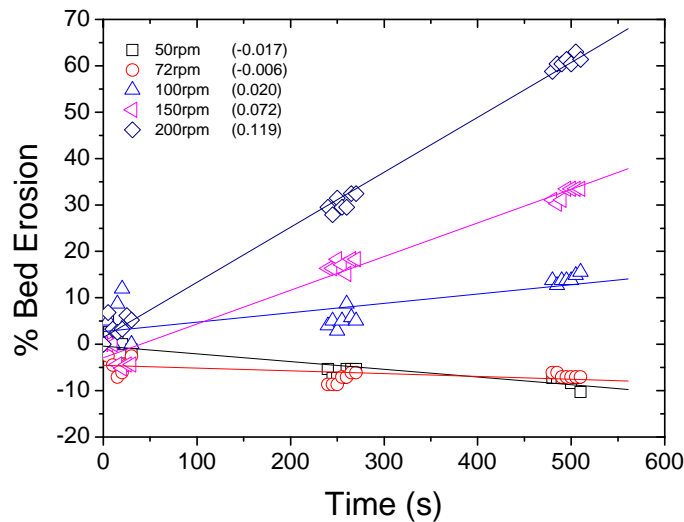 70
60
50
40
30
20
10
0
-10
-20
% Bed Erosion
50rpm (-0.017)
72rpm (-0.006)
100rpm (0.020)
150rpm (0.072)
200rpm (0.119)
0 100 200 300 400 500 600
Time (s)